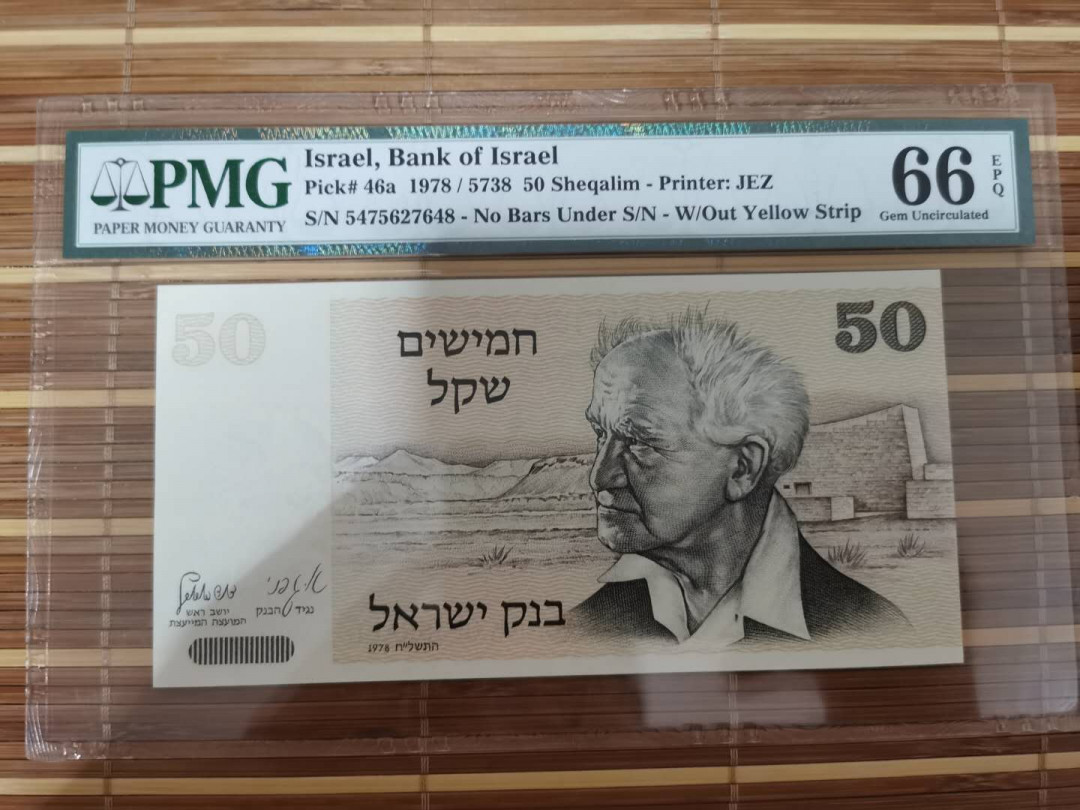 PMG
PAPER MONEY GUARANTY
Israel, Bank of Israel
Pick# 46a 1978 / 5738 50 Sheqalim - Printer: JEZ
S/N 5475627648 - No Bars Under S/N - W/Out Yellow Strip
66
EPQ
Gem Uncirculated
50
חמישים
שקל
50
יושב ראש
המועצה המייעצת
נגיד הבנק
בנק ישראל
התשל״ח 1978